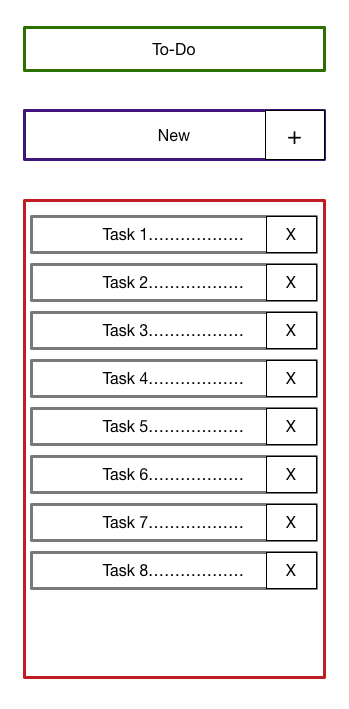 To-Do
New +
Task 1.................. X
Task 2.................. X
Task 3.................. X
Task 4.................. X
Task 5.................. X
Task 6.................. X
Task 7.................. X
Task 8.................. X